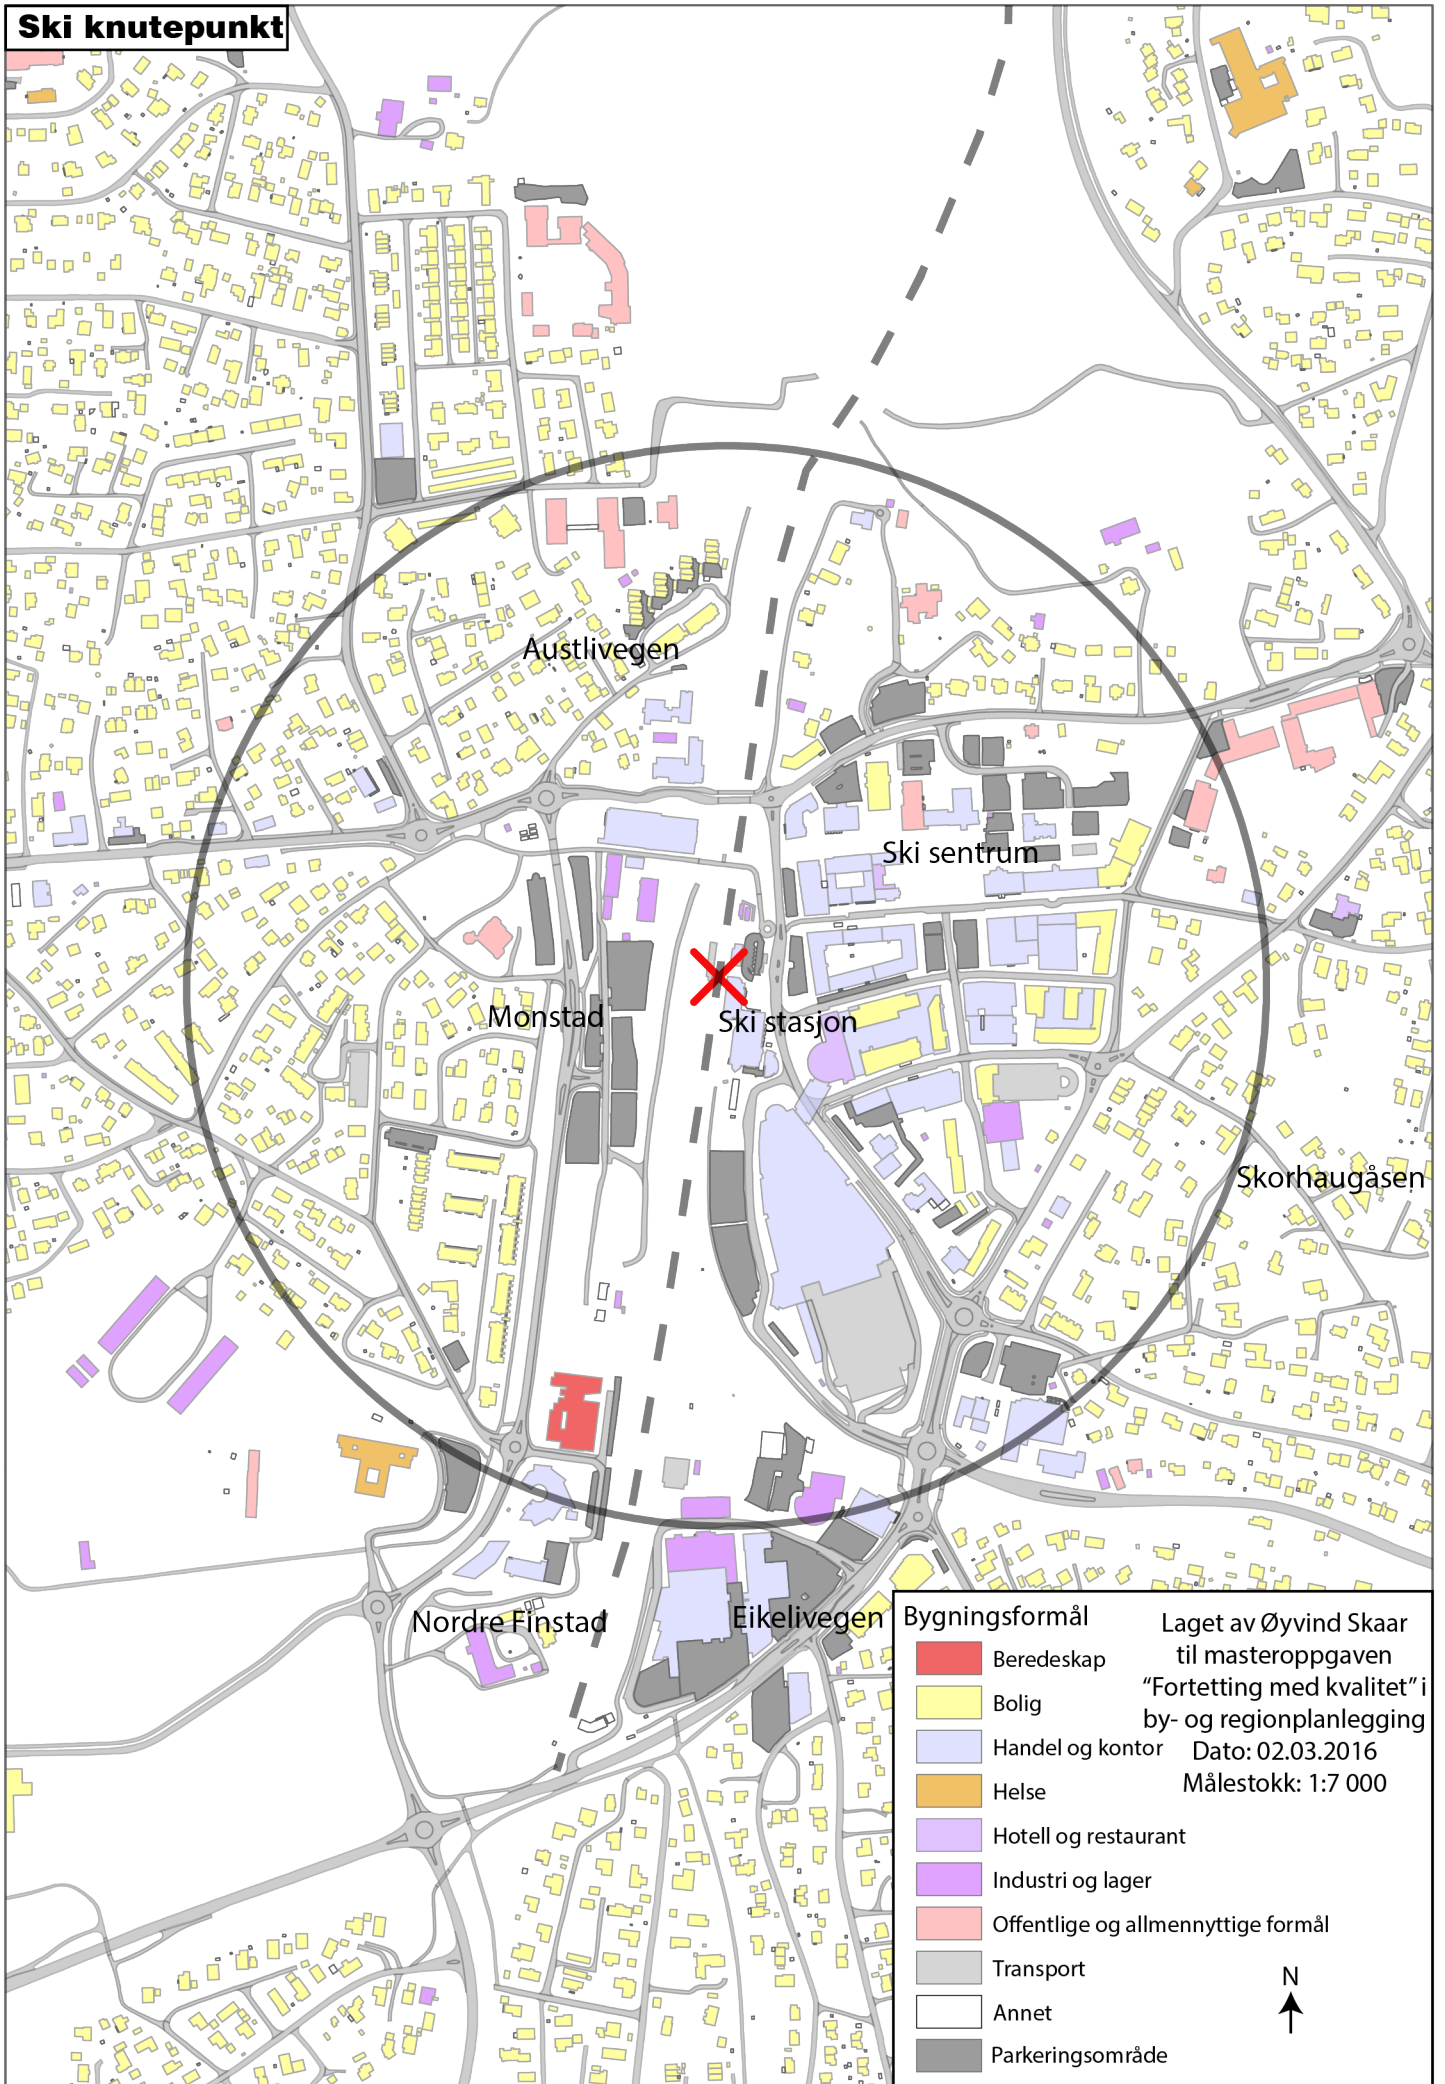 Ski knutepunkt
Austlivegen
Ski sentrum
Monstad
Ski stasjon
Skorhaugåsen
Nordre Finstad
Eikelivegen
Bygningsformål
Beredeskap
Bolig
Handel og kontor
Helse
Hotell og restaurant
Industri og lager
Offentlige og allmennyttige formål
Transport
Annet
Parkeringsområde
Laget av Øyvind Skaar
til masteroppgaven
“Fortetting med kvalitet” i
by- og regionplanlegging
Dato: 02.03.2016
Målestokk: 1:7 000
N